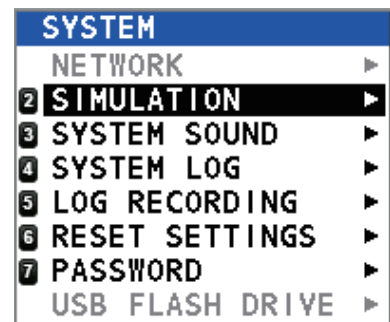 SYSTEM
NETWORK
2 SIMULATION
3 SYSTEM SOUND
4 SYSTEM LOG
5 LOG RECORDING
6 RESET SETTINGS
7 PASSWORD
USB FLASH DRIVE